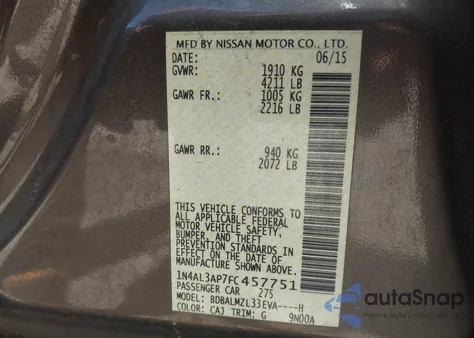 MFD BY NISSAN MOTOR CO., LTD.
DATE: 06/15
GVWR: 1910 KG
4211 LB
GAWR FR: 1005 KG
2216 LB
GAWR RR: 940 KG
2072 LB
THIS VEHICLE CONFORMS TO
ALL APPLICABLE FEDERAL
MOTOR VEHICLE SAFETY,
BUMPER, AND THEFT
PREVENTION STANDARDS IN
EFFECT ON THE DATE OF
MANUFACTURE SHOWN ABOVE.
1N4AL3AP7FC457751
PASSENGER CAR 275
MODEL: BDBALMZL33EVA----H
COLOR: CAJ TRIM: G 9N00A
autoSnap
Powered by